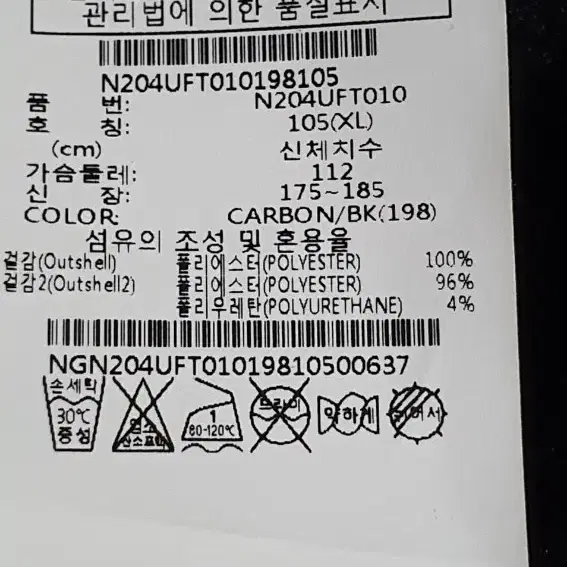 관리법에 의한 품질표시
N204UFT010198105
품 번: N204UFT010
호 칭: 105(XL)
(cm) 신체치수
가슴둘레: 112
신 장: 175~185
COLOR: CARBON/BK(198)
섬유의 조성 및 혼용율
겉감(Outshell) 폴리에스터(POLYESTER) 100%
겉감2(Outshell2) 폴리에스터(POLYESTER) 96%
폴리우레탄(POLYURETHANE) 4%
NGN204UFT01019810500637
손세탁 30℃ 중성
염소 산소표백
1 80-120℃
드라이
약하게
뉘어서